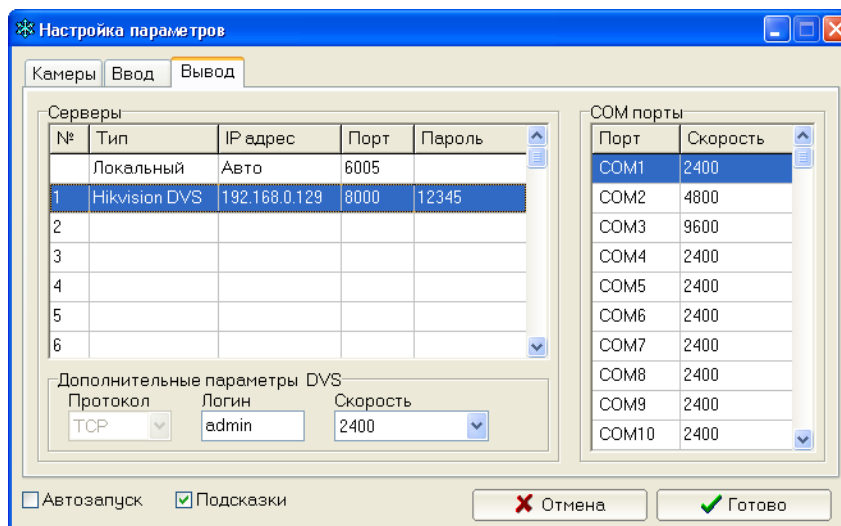 Настройка параметров
Камеры Ввод Вывод
Серверы
№ Тип IP адрес Порт Пароль
Локальный Авто 6005
1 Hikvision DVS 192.168.0.129 8000 12345
2
3
4
5
6
Дополнительные параметры DVS
Протокол Логин Скорость
TCP admin 2400
COM порты
Порт Скорость
COM1 2400
COM2 4800
COM3 9600
COM4 2400
COM5 2400
COM6 2400
COM7 2400
COM8 2400
COM9 2400
COM10 2400
Автозапуск Подсказки Отмена Готово